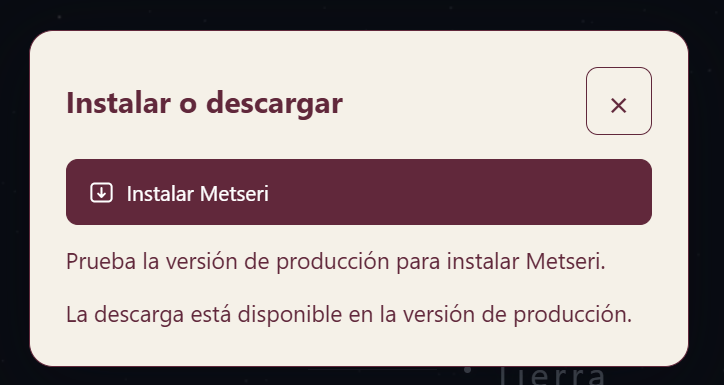 Instalar o descargar
Instalar Metseri
Prueba la versión de producción para instalar Metseri.
La descarga está disponible en la versión de producción.
Tierra